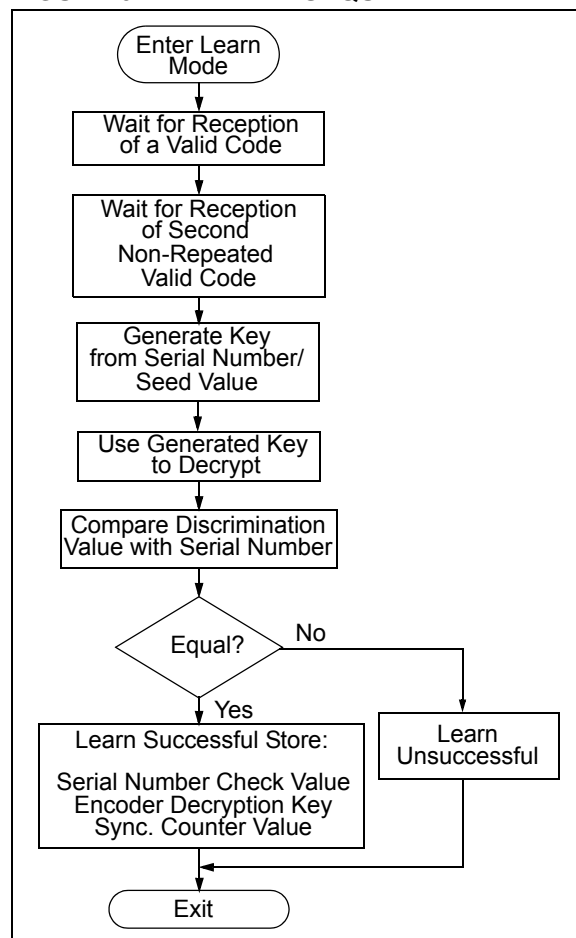 Enter Learn
Mode
Wait for Reception
of a Valid Code
Wait for Reception
of Second
Non-Repeated
Valid Code
Generate Key
from Serial Number/
Seed Value
Use Generated Key
to Decrypt
Compare Discrimination
Value with Serial Number
Equal?
No
Yes
Learn Successful Store:
Serial Number Check Value
Encoder Decryption Key
Sync. Counter Value
Learn
Unsuccessful
Exit